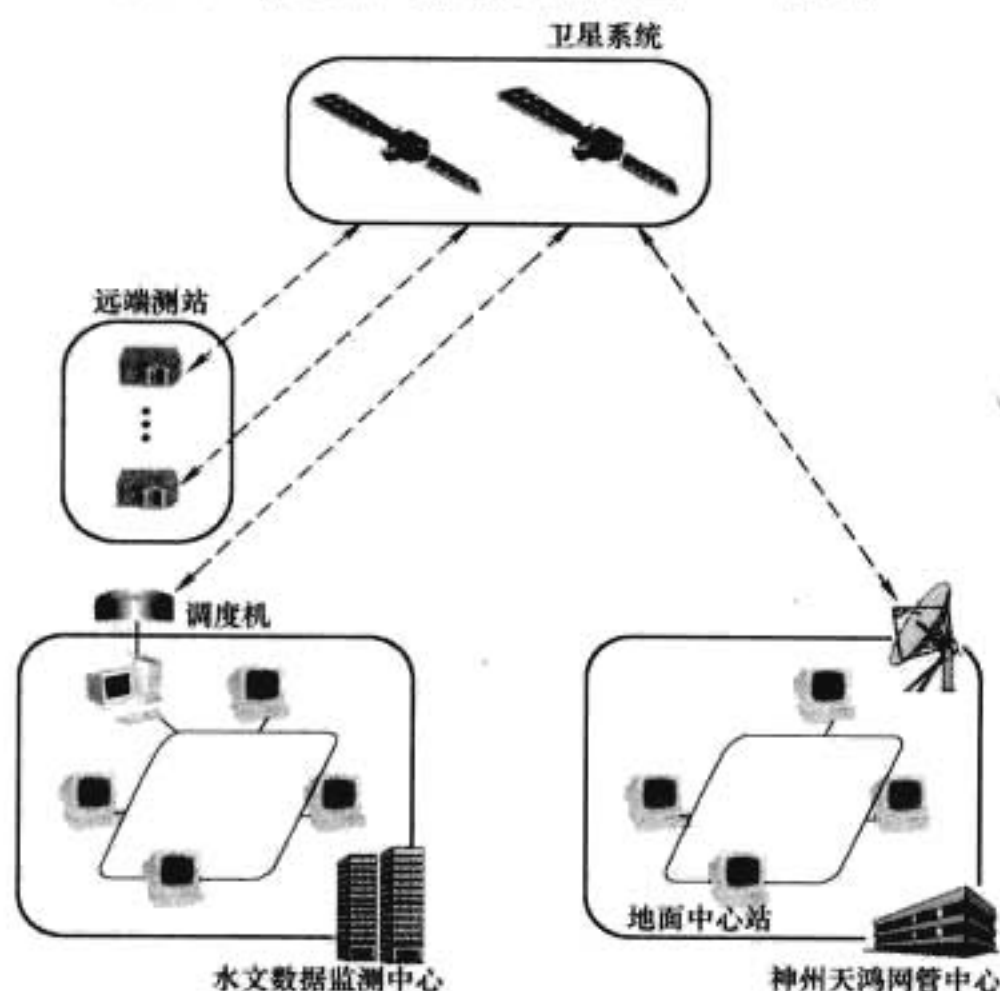 卫星系统
远端测站
调度机
地面中心站
水文数据监测中心
神州天鸿网管中心